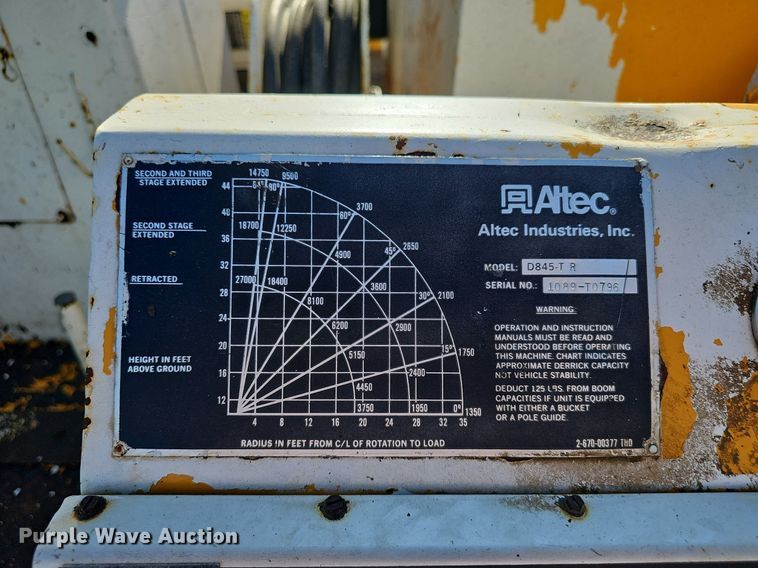 SECOND AND THIRD
STAGE EXTENDED
14750
9500
44
80°
3700
60°
40
SECOND STAGE
EXTENDED
18700
12250
36
4900
45°
2650
RETRACTED
27000
18400
3600
32
28
8100
30°
2100
24
6200
2900
20
5150
15°
1750
HEIGHT IN FEET
ABOVE GROUND
16
4450
2400
12
3750
1950
0°
1350
4 8 12 16 20 24 28 32 35
RADIUS IN FEET FROM C/L OF ROTATION TO LOAD
Altec®
Altec Industries, Inc.
MODEL: D845-T R
SERIAL NO.: 1089-T0796
WARNING:
OPERATION AND INSTRUCTION
MANUALS MUST BE READ AND
UNDERSTOOD BEFORE OPERATING
THIS MACHINE. CHART INDICATES
APPROXIMATE DERRICK CAPACITY
NOT VEHICLE STABILITY.
DEDUCT 125 LBS. FROM BOOM
CAPACITIES IF UNIT IS EQUIPPED
WITH EITHER A BUCKET
OR A POLE GUIDE.
2-670-00377 THD
Purple Wave Auction